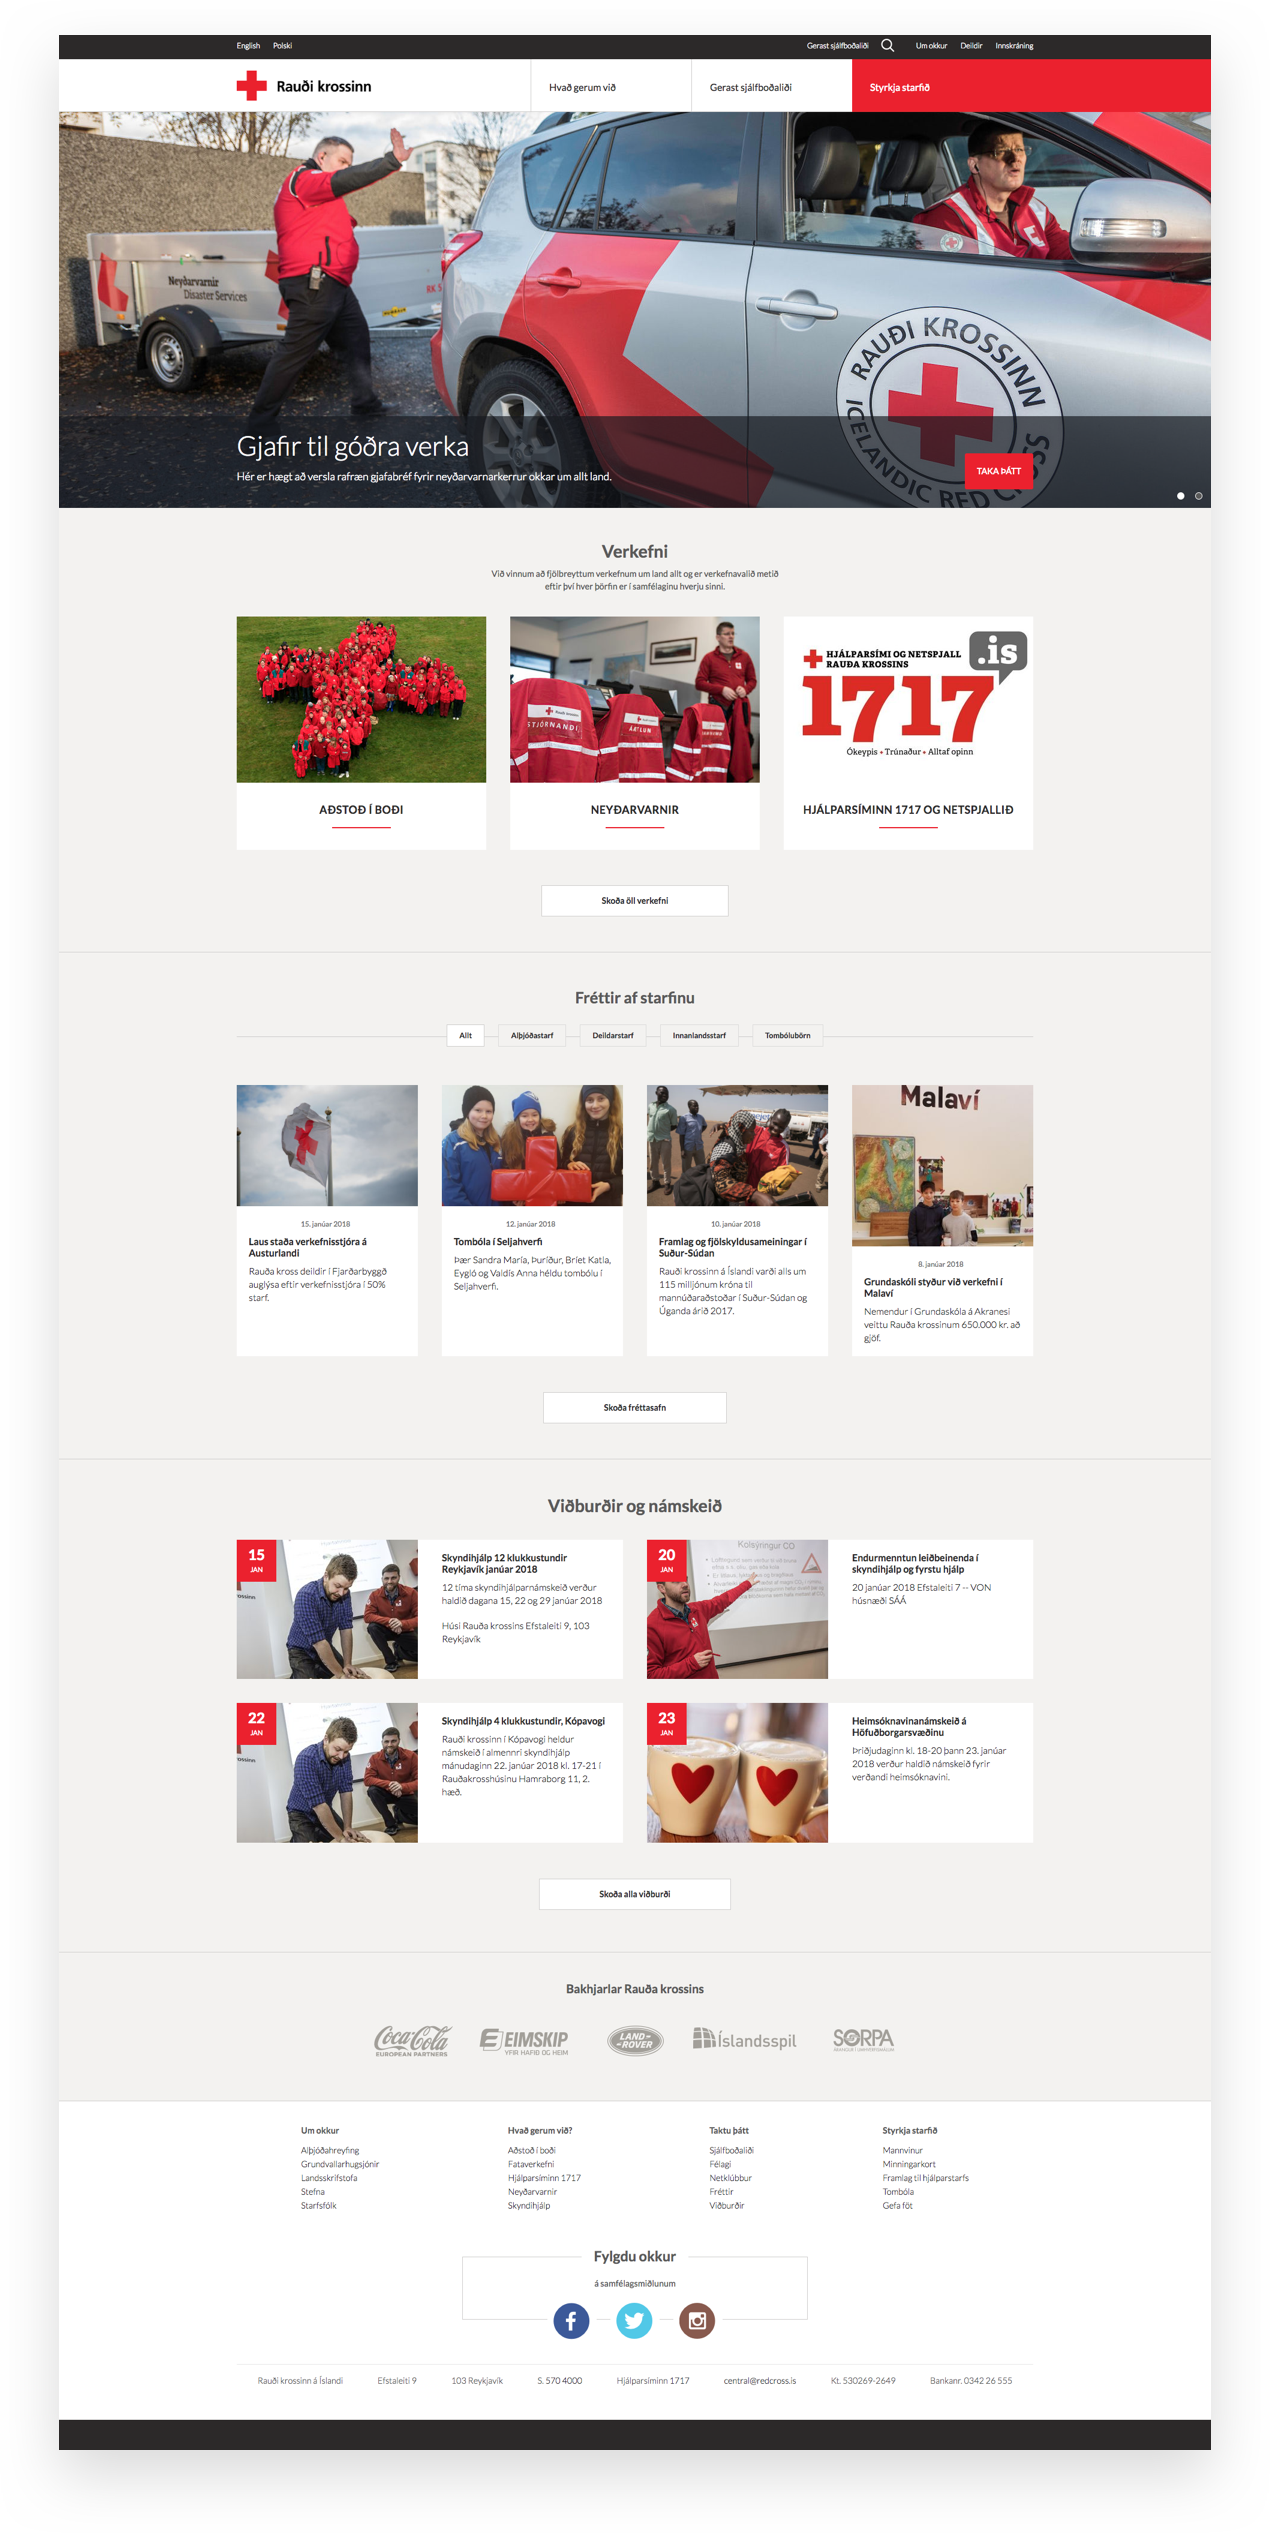 English Polski Gerast sjálfboðaliði Um okkur Deildir Innskráning
Rauði krossinn Hvað gerum við Gerast sjálfboðaliði Styrkja starfið
Neyðarvarnir
Disaster Services
RAUÐI KROSSINN
ICELANDIC RED CROSS
Gjafir til góðra verka
Hér er hægt að versla rafræn gjafabréf fyrir neyðarvarnarkerrur okkar um allt land.
TAKA ÞÁTT
Verkefni
Við vinnum að fjölbreyttum verkefnum um land allt og er verkefnavalið metið
eftir því hver þörfin er í samfélaginu hverju sinni.
STJÓRNANDI
HJÁLPARSÍMI OG NETSPJALL
RAUÐA KROSSINS
.is
1717
Ókeypis + Trúnaður + Alltaf opinn
AÐSTOÐ Í BOÐI
NEYÐARVARNIR
HJÁLPARSÍMINN 1717 OG NETSPJALLIÐ
Skoða öll verkefni
Fréttir af starfinu
Allt Alþjóðastarf Deildarstarf Innanlandsstarf Tombólubörn
Malaví
15. janúar 2018
Laus staða verkefnisstjóra á
Austurlandi
Rauða kross deildir í Fjarðarbyggð
auglýsa eftir verkefnisstjóra í 50%
starf.
12. janúar 2018
Tombóla í Seljahverfi
Þær Sandra María, Þuríður, Bríet Katla,
Eygló og Valdís Anna héldu tombólu í
Seljahverfi.
10. janúar 2018
Framlag og fjölskyldusameiningar í
Suður-Súdan
Rauði krossinn á Íslandi varði alls um
115 milljónum króna til
mannúðaraðstoðar í Suður-Súdan og
Úganda árið 2017.
8. janúar 2018
Grundaskóli styður við verkefni í
Malaví
Nemendur í Grundaskóla á Akranesi
veittu Rauða krossinum 650.000 kr. að
gjöf.
Skoða fréttasafn
Viðburðir og námskeið
15
JAN
Skyndihjálp 12 klukkustundir
Reykjavík janúar 2018
12 tíma skyndihjálparnámskeið verður
haldið dagana 15, 22 og 29 janúar 2018
Húsi Rauða krossins Efstaleiti 9, 103
Reykjavík
20
JAN
Kolsýringur CO
Endurmenntun leiðbeinenda í
skyndihjálp og fyrstu hjálp
20 janúar 2018 Efstaleiti 7 -- VON
húsnæði SÁÁ
22
JAN
Skyndihjálp 4 klukkustundir, Kópavogi
Rauði krossinn í Kópavogi heldur
námskeið í almennri skyndihjálp
mánudaginn 22. janúar 2018 kl. 17-21 í
Rauðakrosshúsinu Hamraborg 11, 2.
hæð.
23
JAN
Heimsóknavinanámskeið á
Höfuðborgarsvæðinu
Þriðjudaginn kl. 18-20 þann 23. janúar
2018 verður haldið námskeið fyrir
verðandi heimsóknavini.
Skoða alla viðburði
Bakhjarlar Rauða krossins
Coca-Cola
EUROPEAN PARTNERS
EIMSKIP
YFIR HAFIÐ OG HEIM
LAND-
-ROVER
Íslandsspil
SORPA
Um okkur
Alþjóðahreyfing
Grundvallarhugsjónir
Landsskrifstofa
Stefna
Starfsfólk
Hvað gerum við?
Aðstoð í boði
Fataverkefni
Hjálparsíminn 1717
Neyðarvarnir
Skyndihjálp
Taktu þátt
Sjálfboðaliði
Félagi
Netklúbbur
Fréttir
Viðburðir
Styrkja starfið
Mannvinur
Minningarkort
Framlag til hjálparstarfs
Tombóla
Gefa föt
Fylgdu okkur
á samfélagsmiðlunum
Rauði krossinn á Íslandi Efstaleiti 9 103 Reykjavík S. 570 4000 Hjálparsíminn 1717 central@redcross.is Kt. 530269-2649 Bankanr. 0342 26 555